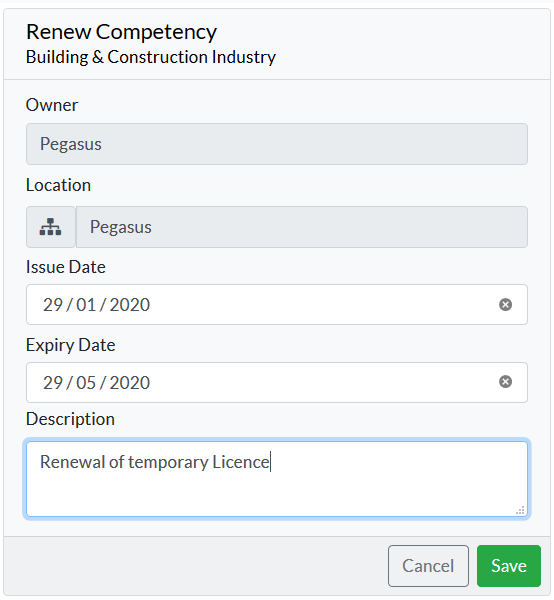 Renew Competency
Building & Construction Industry
Owner
Pegasus
Location
Pegasus
Issue Date
29 / 01 / 2020
Expiry Date
29 / 05 / 2020
Description
Renewal of temporary Licence
Cancel Save